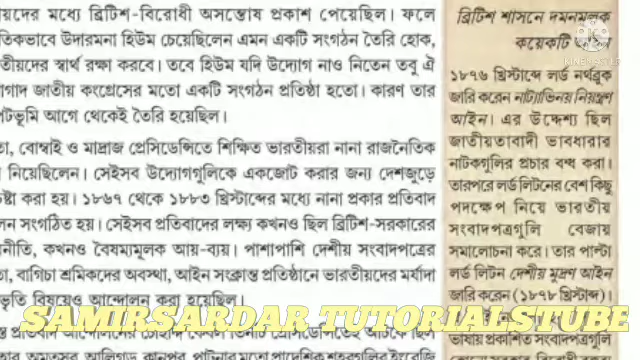 য়দের মধ্যে ব্রিটিশ-বিরোধী অসন্তোষ প্রকাশ পেয়েছিল। ফলে
তিকভাবে উদারমনা হিউম চেয়েছিলেন এমন একটি সংগঠন তৈরি হোক,
তীয়দের স্বার্থ রক্ষা করবে। তবে হিউম যদি উদ্যোগ নাও নিতেন তবু ঐ
গাদ জাতীয় কংগ্রেসের মতো একটি সংগঠন প্রতিষ্ঠা হতো। কারণ তার
পটভূমি আগে থেকেই তৈরি হয়েছিল।
তা, বোম্বাই ও মাদ্রাজ প্রেসিডেন্সিতে শিক্ষিত ভারতীয়রা নানা রাজনৈতিক
নিয়েছিলেন। সেইসব উদ্যোগগুলিকে একজোট করার জন্য দেশজুড়ে
ষ্টা করা হয়। ১৮৬৭ থেকে ১৮৮৩ খ্রিস্টাব্দের মধ্যে নানা প্রকার প্রতিবাদ
লন সংগঠিত হয়। সেইসব প্রতিবাদের লক্ষ্য কখনও ছিল ব্রিটিশ-সরকারের
নীতি, কখনও বৈষম্যমূলক আয়-ব্যয়। পাশাপাশি দেশীয় সংবাদপত্রের
তা, বাগিচা শ্রমিকদের অবস্থা, আইন সংক্রান্ত প্রতিষ্ঠানে ভারতীয়দের মর্যাদা
ভৃতি বিষয়েও আন্দোলন করা হয়েছিল।
ব্রিটিশ শাসনে দমনমূলক
কয়েকটি
১৮৭৬ খ্রিস্টাব্দে লর্ড নর্থব্রুক
জারি করেন নাট্যাভিনয় নিয়ন্ত্রণ
আইন। এর উদ্দেশ্য ছিল
জাতীয়তাবাদী ভাবধারার
নাটকগুলির প্রচার বন্ধ করা।
তারপরে লর্ড লিটনের বেশ কিছু
পদক্ষেপ নিয়ে ভারতীয়
সংবাদপত্রগুলি বেজায়
সমালোচনা করে। তার পাল্টা
লর্ড লিটন দেশীয় মুদ্রণ আইন
জারি করেন (১৮৭৮ খ্রিস্টাব্দ)।
SAMIRSARDAR TUTORIALSTUBE